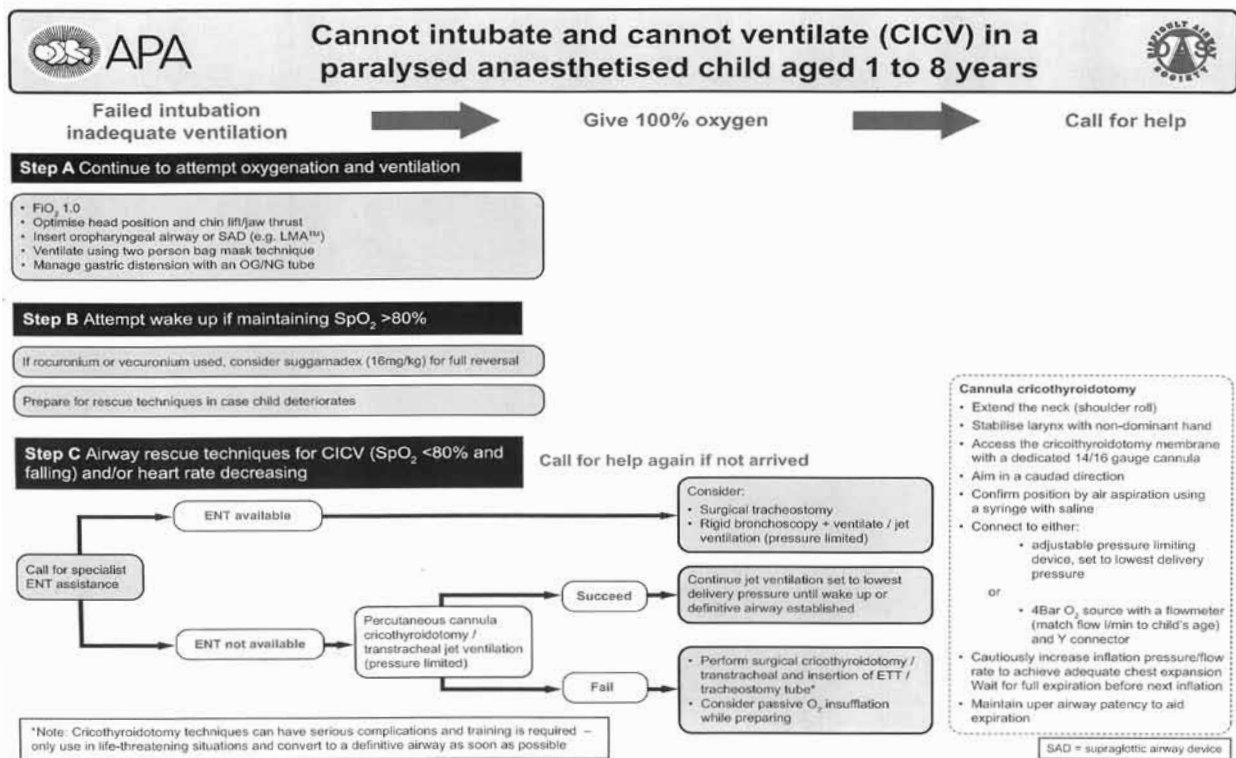 APA
Cannot intubate and cannot ventilate (CICV) in a
paralysed anaesthetised child aged 1 to 8 years
DIFFICULT AIRWAY SOCIETY
DAS
Failed intubation
inadequate ventilation
Give 100% oxygen
Call for help
Step A Continue to attempt oxygenation and ventilation
• FiO2 1.0
• Optimise head position and chin lift/jaw thrust
• Insert oropharyngeal airway or SAD (e.g. LMA™)
• Ventilate using two person bag mask technique
• Manage gastric distension with an OG/NG tube
Step B Attempt wake up if maintaining SpO2 >80%
If rocuronium or vecuronium used, consider suggamadex (16mg/kg) for full reversal
Prepare for rescue techniques in case child deteriorates
Step C Airway rescue techniques for CICV (SpO2 <80% and
falling) and/or heart rate decreasing
Call for help again if not arrived
Call for specialist
ENT assistance
ENT available
Consider:
• Surgical tracheostomy
• Rigid bronchoscopy + ventilate / jet
ventilation (pressure limited)
ENT not available
Percutaneous cannula
cricothyroidotomy /
transtracheal jet ventilation
(pressure limited)
Succeed
Continue jet ventilation set to lowest
delivery pressure until wake up or
definitive airway established
Fail
• Perform surgical cricothyroidotomy /
transtracheal and insertion of ETT /
tracheostomy tube*
• Consider passive O2 insufflation
while preparing
Cannula cricothyroidotomy
• Extend the neck (shoulder roll)
• Stabilise larynx with non-dominant hand
• Access the cricoithyroidotomy membrane
with a dedicated 14/16 gauge cannula
• Aim in a caudad direction
• Confirm position by air aspiration using
a syringe with saline
• Connect to either:
• adjustable pressure limiting
device, set to lowest delivery
pressure
or
• 4Bar O2 source with a flowmeter
(match flow l/min to child's age)
and Y connector
• Cautiously increase inflation pressure/flow
rate to achieve adequate chest expansion
Wait for full expiration before next inflation
• Maintain uper airway patency to aid
expiration
*Note: Cricothyroidotomy techniques can have serious complications and training is required –
only use in life-threatening situations and convert to a definitive airway as soon as possible
SAD = supraglottic airway device